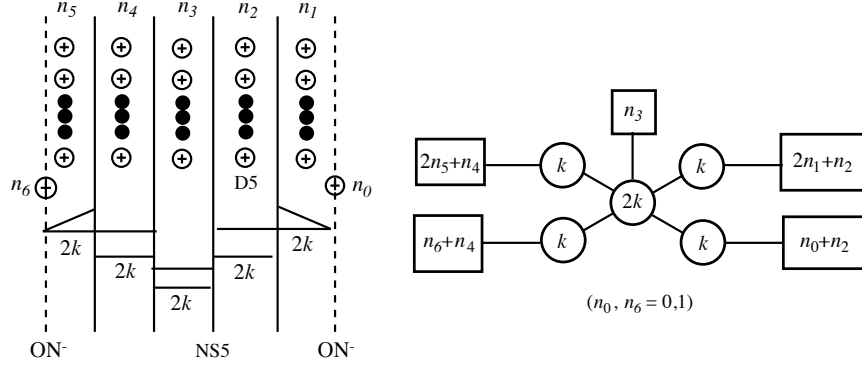 n5 n4 n3 n2 n1
n6 D5 n0
2k 2k
2k 2k
2k
ON- NS5 ON-
n3
2n5+n4 k k 2n1+n2
2k
n6+n4 k k n0+n2
(n0 , n6 = 0,1)